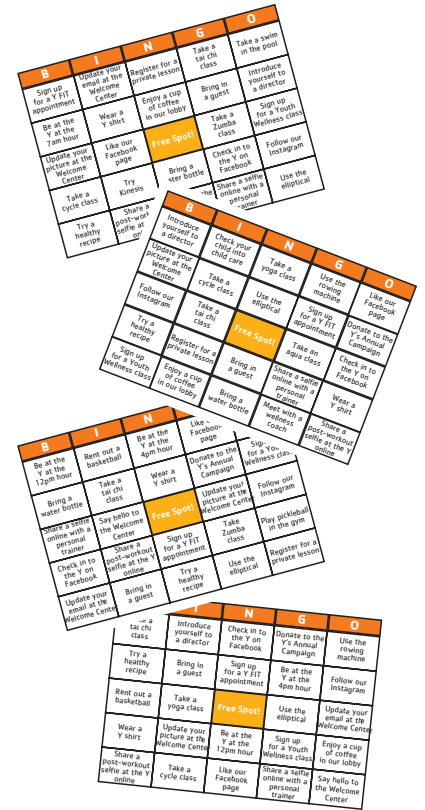 B I N G O
Sign up
for a Y FIT
appointment
Update your
email at the
Welcome
Center
Register for a
private lesson
Take a
tai chi
class
Take a swim
in the pool
Be at the
Y at the
7am hour
Wear a
Y shirt
Enjoy a cup
of coffee
in our lobby
Bring in
a guest
Introduce
yourself to
a director
Update your
picture at the
Welcome
Center
Like our
Facebook
page
Free Spot!
Take a
Zumba
class
Sign up
for a Youth
Wellness class
Take a
cycle class
Try
Kinesis
Bring a
bottle
Check in to
the Y on
Facebook
Follow our
Instagram
Try a
healthy
recipe
Share a
selfie at
Share a selfie
online with a
personal
trainer
Use the
elliptical
B I N G O
Introduce
yourself to
a director
Check your
child into
child care
Take a
yoga class
Use the
rowing
machine
Like our
Facebook
page
Update your
picture at the
Welcome
Center
Take a
cycle class
Use the
elliptical
Sign up
for a Y FIT
appointment
Donate to the
Y's Annual
Campaign
Follow our
Instagram
Take a
tai chi
class
Free Spot!
Take an
aqua class
Check in to
the Y on
Facebook
Try a
healthy
recipe
Register for a
private lesson
Bring in
a guest
Share a selfie
online with a
personal
trainer
Wear a
Y shirt
Sign up
for a Youth
Wellness class
Enjoy a cup
of coffee
in our lobby
Bring a
water bottle
Meet with a
wellness
coach
Share a
post-workout
selfie at the Y
online
B I N
Be at the
Y at the
12pm hour
Rent out a
basketball
Be at the
Y at the
4pm hour
Like
Facebook
page
Bring a
water bottle
Take a
tai chi
class
Wear a
Y shirt
Donate to the
Y's Annual
Campaign
for a Youth
Wellness class
Share a selfie
online with a
personal
trainer
Say hello to
the Welcome
Center
Free Spot!
Update your
picture at the
Welcome Center
Follow our
Instagram
Check in to
the Y on
Facebook
Share a
post-workout
selfie at the Y
online
Sign up
for a Y FIT
appointment
Take
Zumba
class
Play pickleball
in the gym
Update your
email at the
Welcome Center
Bring in
a guest
Try a
healthy
recipe
Use the
elliptical
Register for a
private lesson
I N G O
a
tai chi
class
Introduce
yourself to
a director
Check in to
the Y on
Facebook
Donate to the
Y's Annual
Campaign
Use the
rowing
machine
Try a
healthy
recipe
Bring in
a guest
Sign up
for a Y FIT
appointment
Be at the
Y at the
4pm hour
Follow our
Instagram
Rent out a
basketball
Take a
yoga class
Free Spot!
Use the
elliptical
Update your
email at the
Welcome Center
Wear a
Y shirt
Update your
picture at the
Welcome Center
Be at the
Y at the
12pm hour
Sign up
for a Youth
Wellness class
Enjoy a cup
of coffee
in our lobby
Share a
post-workout
selfie at the Y
online
Take a
cycle class
Like our
Facebook
page
Share a selfie
online with a
personal
trainer
Say hello to
the Welcome
Center